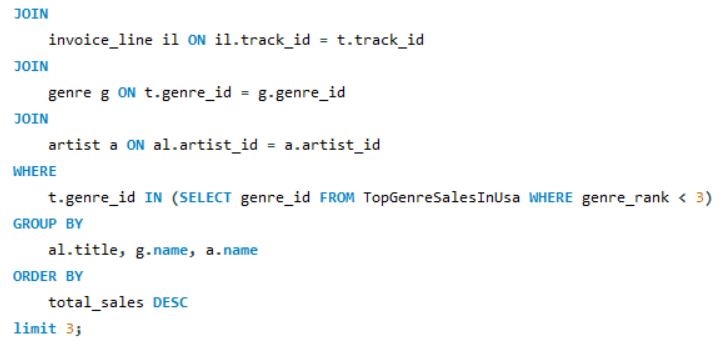 JOIN
invoice_line il ON il.track_id = t.track_id
JOIN
genre g ON t.genre_id = g.genre_id
JOIN
artist a ON al.artist_id = a.artist_id
WHERE
t.genre_id IN (SELECT genre_id FROM TopGenreSalesInUsa WHERE genre_rank < 3)
GROUP BY
al.title, g.name, a.name
ORDER BY
total_sales DESC
limit 3;